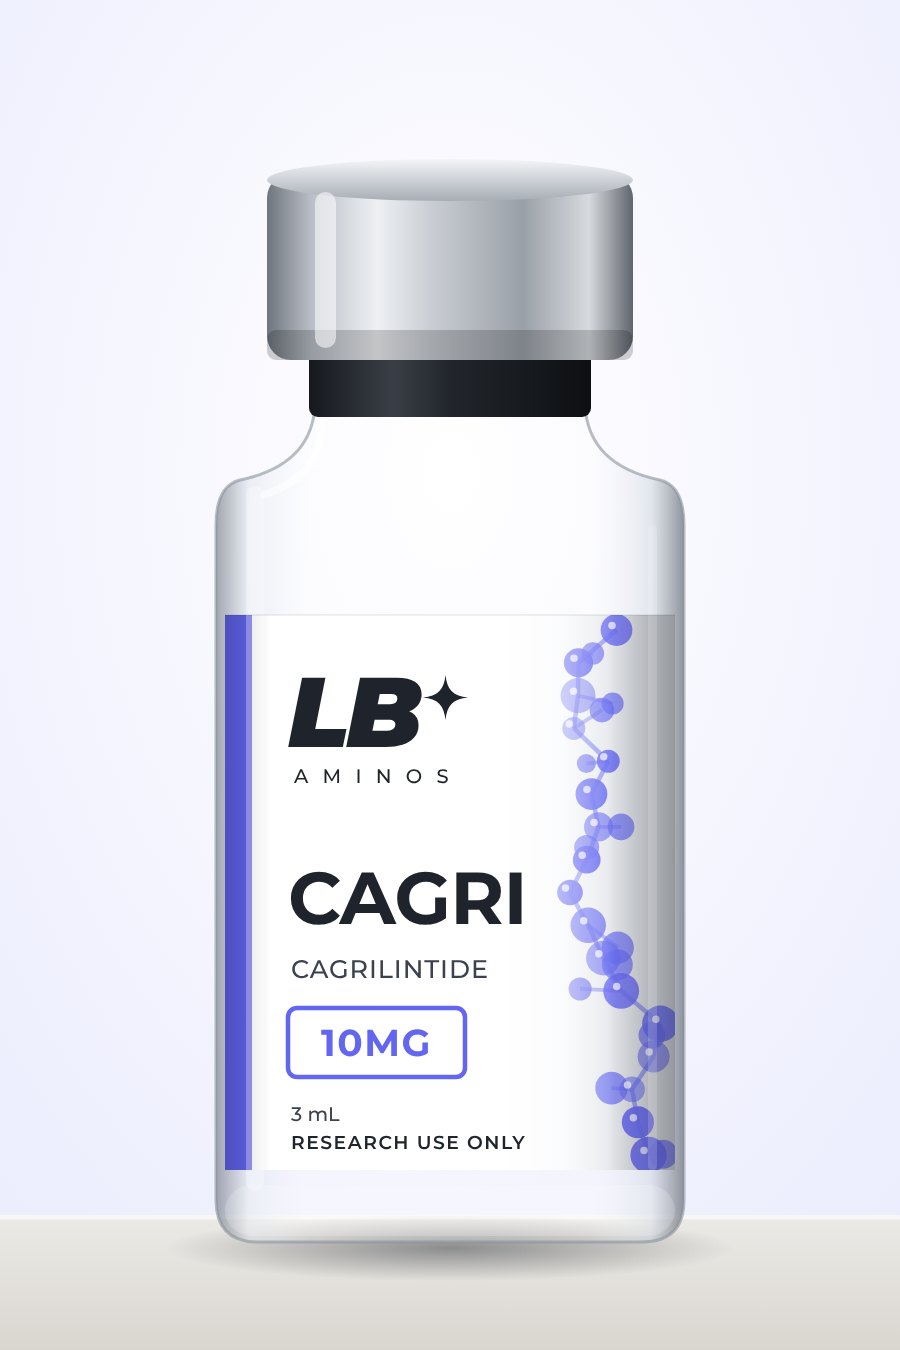 LB
AMINOS
CAGRI
CAGRILINTIDE
10MG
3 mL
RESEARCH USE ONLY